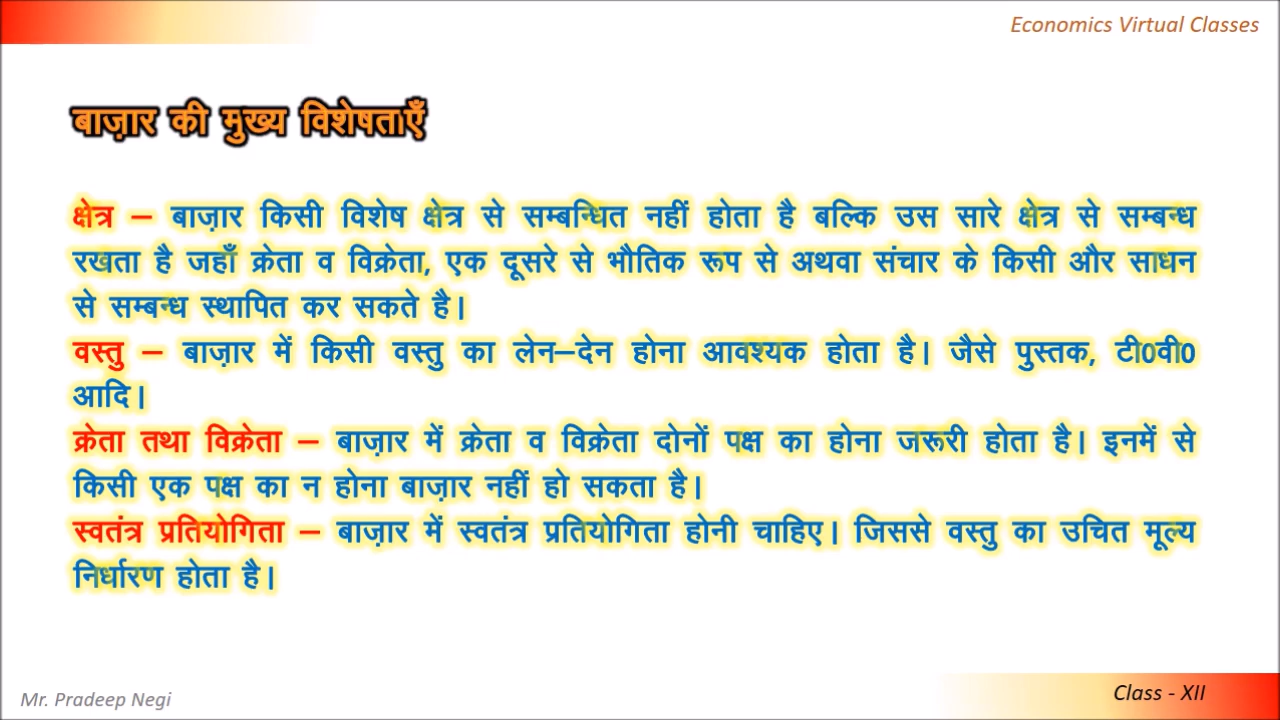 Economics Virtual Classes
बाज़ार की मुख्य विशेषताएँ
क्षेत्र – बाज़ार किसी विशेष क्षेत्र से सम्बन्धित नहीं होता है बल्कि उस सारे क्षेत्र से सम्बन्ध
रखता है जहाँ क्रेता व विक्रेता, एक दूसरे से भौतिक रूप से अथवा संचार के किसी और साधन
से सम्बन्ध स्थापित कर सकते है।
वस्तु – बाज़ार में किसी वस्तु का लेन–देन होना आवश्यक होता है। जैसे पुस्तक, टी0वी0
आदि।
क्रेता तथा विक्रेता – बाज़ार में क्रेता व विक्रेता दोनों पक्ष का होना जरूरी होता है। इनमें से
किसी एक पक्ष का न होना बाज़ार नहीं हो सकता है।
स्वतंत्र प्रतियोगिता – बाज़ार में स्वतंत्र प्रतियोगिता होनी चाहिए। जिससे वस्तु का उचित मूल्य
निर्धारण होता है।
Mr. Pradeep Negi
Class - XII